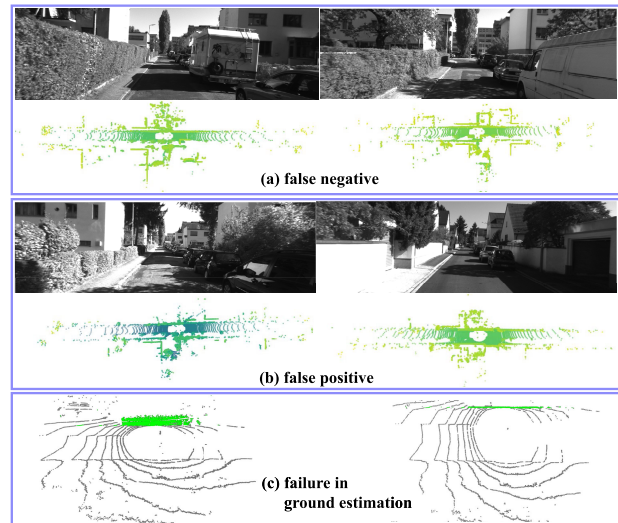 (a) false negative
(b) false positive
(c) failure in
ground estimation